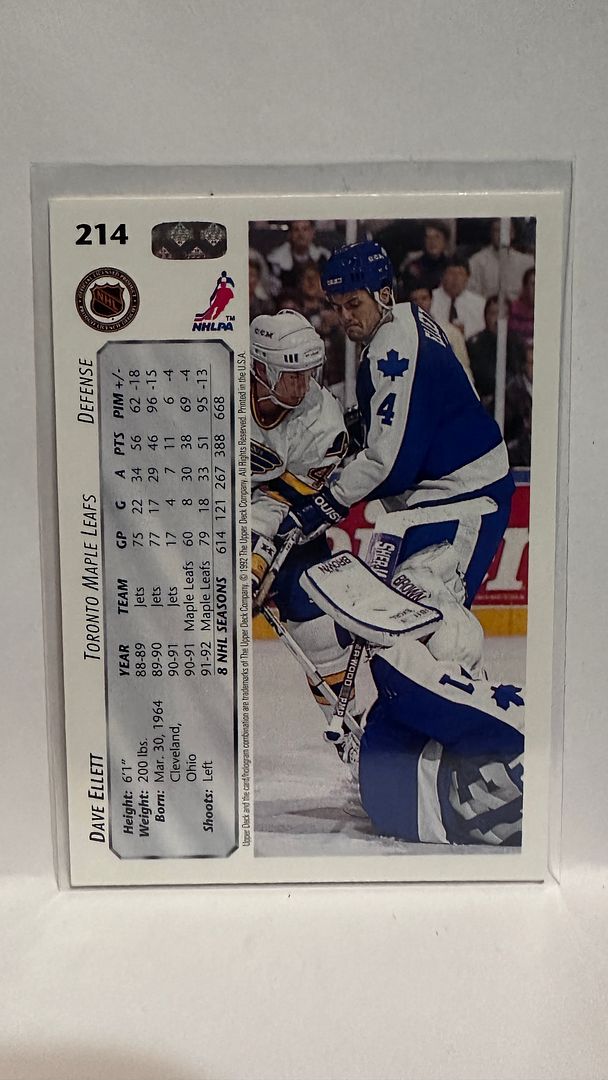 214
NHL
NHLPA™
DAVE ELLETT TORONTO MAPLE LEAFS DEFENSE
Height: 6'1"
Weight: 200 lbs.
Born: Mar. 30, 1964
Cleveland,
Ohio
Shoots: Left
YEAR TEAM GP G A PTS PIM +/-
88-89 Jets 75 22 34 56 62 -18
89-90 Jets 77 17 29 46 96 -15
90-91 Jets 17 4 7 11 6 -4
90-91 Maple Leafs 60 8 30 38 69 -4
91-92 Maple Leafs 79 18 33 51 95 -13
8 NHL SEASONS 614 121 267 388 668
Upper Deck and the card/hologram combination are trademarks of The Upper Deck Company. © 1992 The Upper Deck Company. All Rights Reserved. Printed in the U.S.A.
CCM
4
BROWN
1